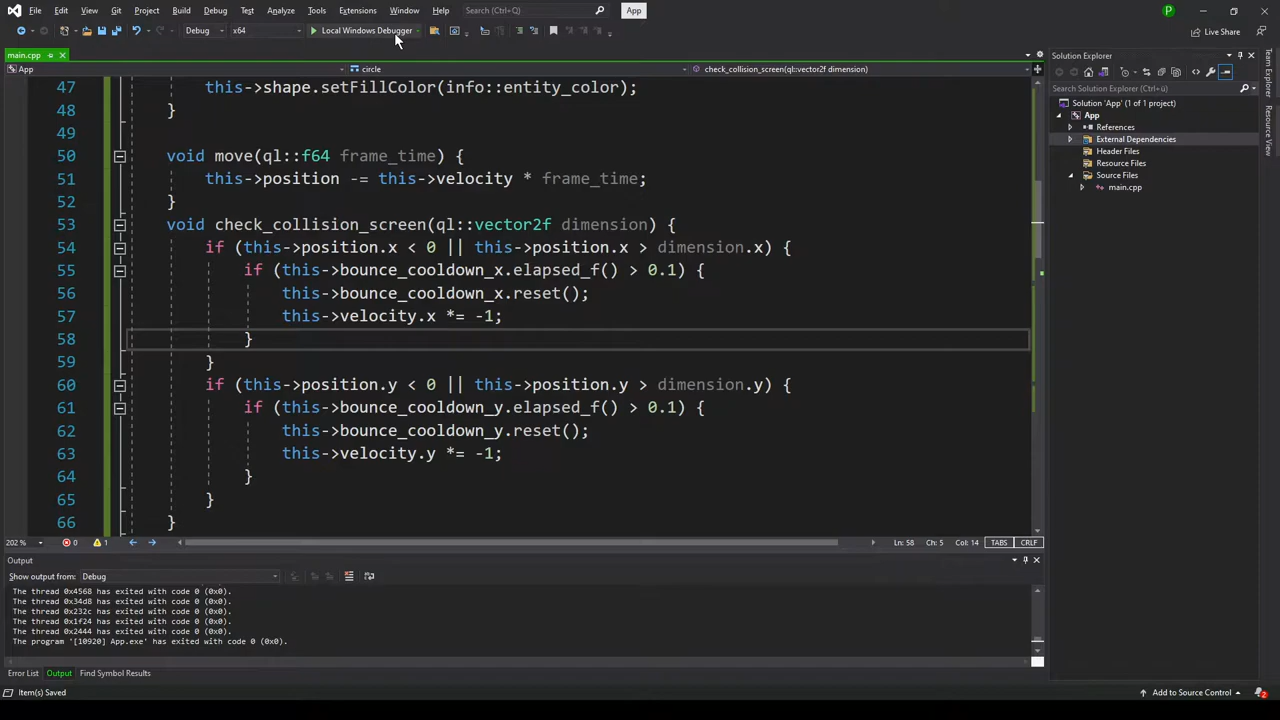 File Edit View Git Project Build Debug Test Analyze Tools Extensions Window Help Search (Ctrl+Q) App P
Debug x64 Local Windows Debugger Live Share
main.cpp
App circle check_collision_screen(ql::vector2f dimension)
47 this->shape.setFillColor(info::entity_color);
48 }
49
50 void move(ql::f64 frame_time) {
51 this->position -= this->velocity * frame_time;
52 }
53 void check_collision_screen(ql::vector2f dimension) {
54 if (this->position.x < 0 || this->position.x > dimension.x) {
55 if (this->bounce_cooldown_x.elapsed_f() > 0.1) {
56 this->bounce_cooldown_x.reset();
57 this->velocity.x *= -1;
58 }
59 }
60 if (this->position.y < 0 || this->position.y > dimension.y) {
61 if (this->bounce_cooldown_y.elapsed_f() > 0.1) {
62 this->bounce_cooldown_y.reset();
63 this->velocity.y *= -1;
64 }
65 }
66 }
202 % 0 1 Ln: 58 Ch: 5 Col: 14 TABS CRLF
Output
Show output from: Debug
The thread 0x4568 has exited with code 0 (0x0).
The thread 0x34d8 has exited with code 0 (0x0).
The thread 0x232c has exited with code 0 (0x0).
The thread 0x1f24 has exited with code 0 (0x0).
The thread 0x2444 has exited with code 0 (0x0).
The program '[10920] App.exe' has exited with code 0 (0x0).
Error List Output Find Symbol Results
Item(s) Saved Add to Source Control 2
Solution Explorer
Search Solution Explorer (Ctrl+ü)
Solution 'App' (1 of 1 project)
App
References
External Dependencies
Header Files
Resource Files
Source Files
main.cpp
Team Explorer
Resource View